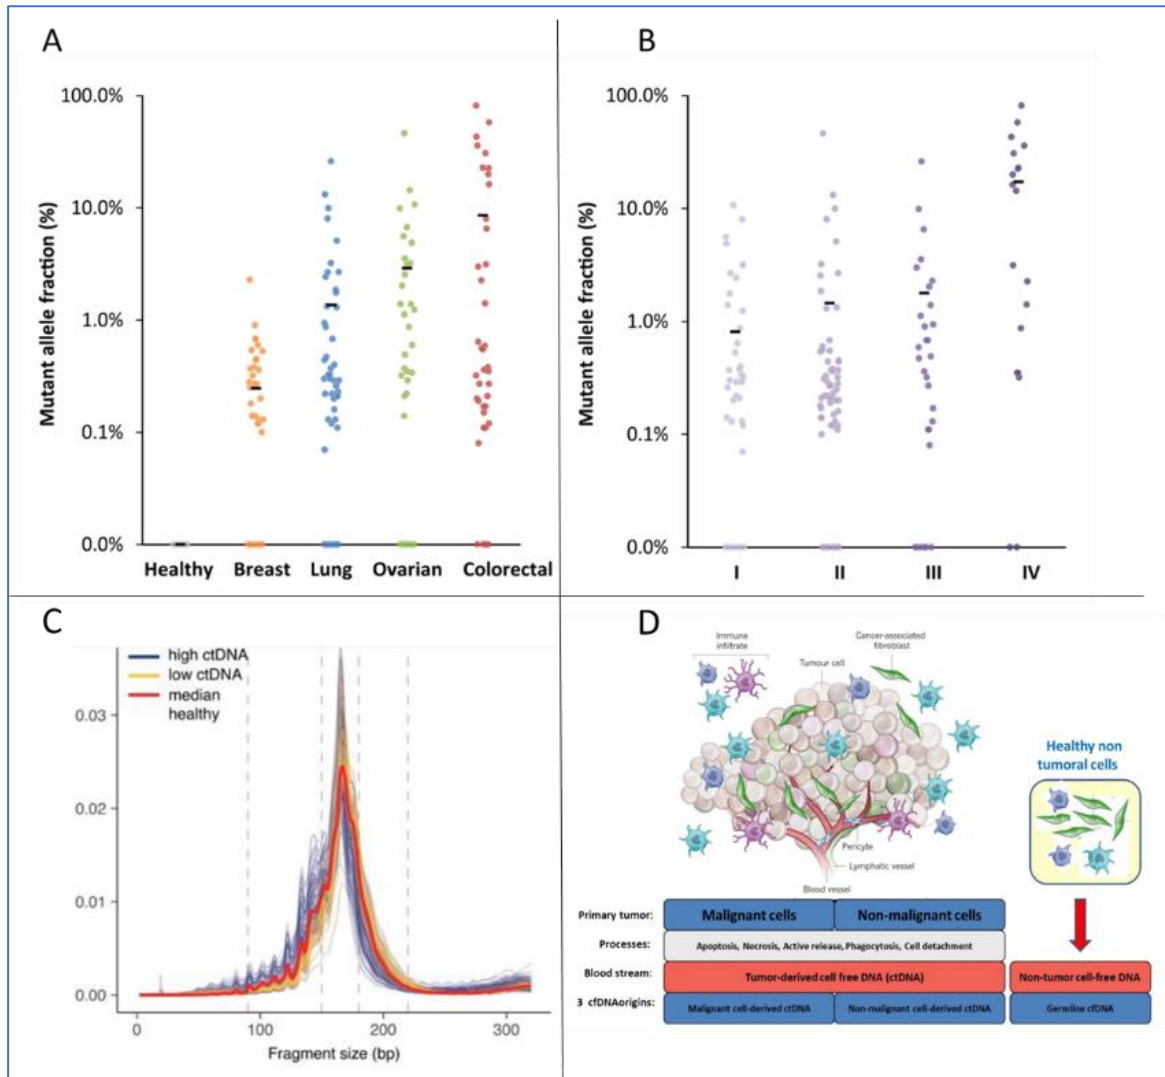 A
Mutant allele fraction (%)
100.0%
10.0%
1.0%
0.1%
0.0%
Healthy Breast Lung Ovarian Colorectal
B
Mutant allele fraction (%)
100.0%
10.0%
1.0%
0.1%
0.0%
I II III IV
C
high ctDNA
low ctDNA
median
healthy
0.03
0.02
0.01
0.00
0 100 200 300
Fragment size (bp)
D
Immune
infiltrate
Cancer-associated
fibroblast
Tumour cell
Pericyte
Lymphatic vessel
Blood vessel
Healthy non
tumoral cells
Primary tumor: Malignant cells Non-malignant cells
Processes: Apoptosis, Necrosis, Active release, Phagocytosis, Cell detachment
Blood stream: Tumor-derived cell free DNA (ctDNA) Non-tumor cell-free DNA
3 cfDNAorigins: Malignant cell-derived ctDNA Non-malignant cell-derived ctDNA Germline cfDNA